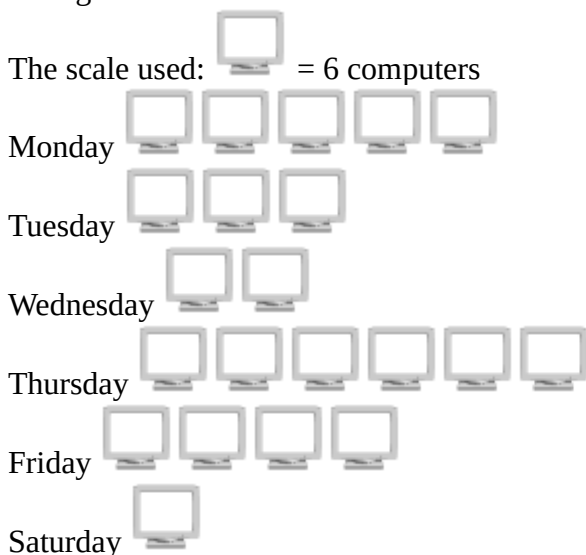 The scale used: = 6 computers
Monday
Tuesday
Wednesday
Thursday
Friday
Saturday